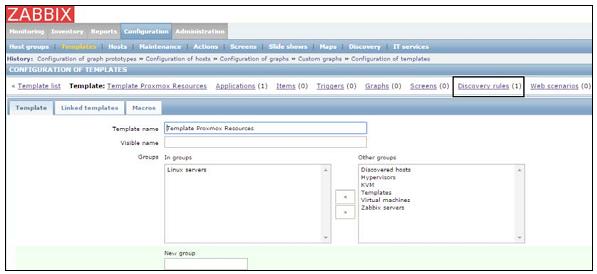 ZABBIX
Monitoring Inventory Reports Configuration Administration
Host groups Templates Hosts Maintenance Actions Screens Slide shows Maps Discovery IT services
History: Configuration of graph prototypes » Configuration of hosts » Configuration of graphs » Custom graphs » Configuration of templates
CONFIGURATION OF TEMPLATES
« Template list Template: Template Proxmox Resources Applications (1) Items (0) Triggers (0) Graphs (0) Screens (0) Discovery rules (1) Web scenarios (0)
Template Linked templates Macros
Template name Template Proxmox Resources
Visible name
Groups In groups Other groups
Linux servers Discovered hosts
Hypervisors
KVM
Templates
Virtual machines
Zabbix servers
«
»
New group